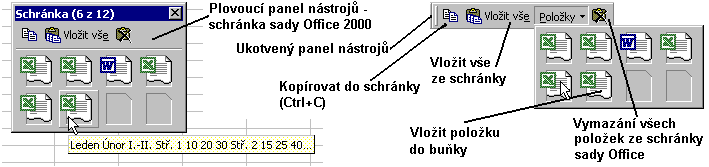 Schránka (6 z 12)
Vložit vše
Plovoucí panel nástrojů -
schránka sady Office 2000
Ukotvený panel nástrojů
Kopírovat do schránky
(Ctrl+C)
Leden Únor I.-II. Stř. 1 10 20 30 Stř. 2 15 25 40...
Vložit vše
Položky
Vložit vše
ze schránky
Vložit položku
do buňky
Vymazání všech
položek ze schránky
sady Office